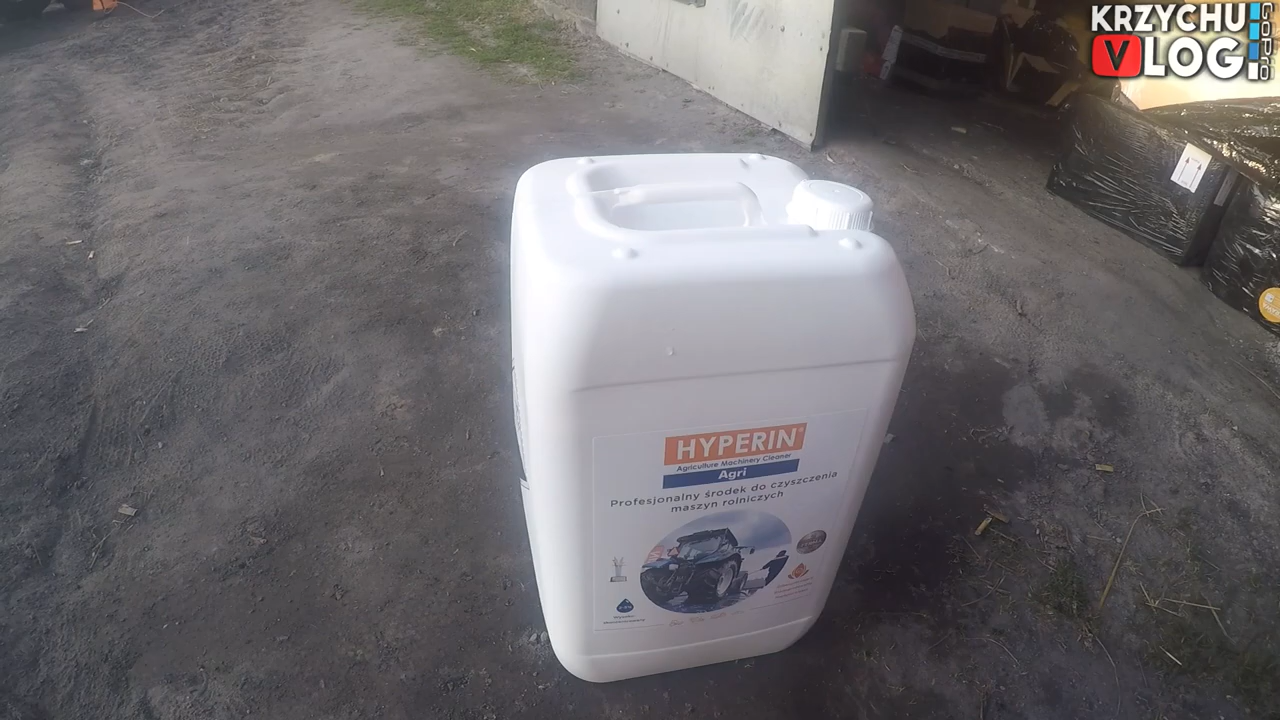 KRZYCHU
VLOG
GoPro
HYPERIN®
Agriculture Machinery Cleaner
Agri
Profesjonalny środek do czyszczenia
maszyn rolniczych